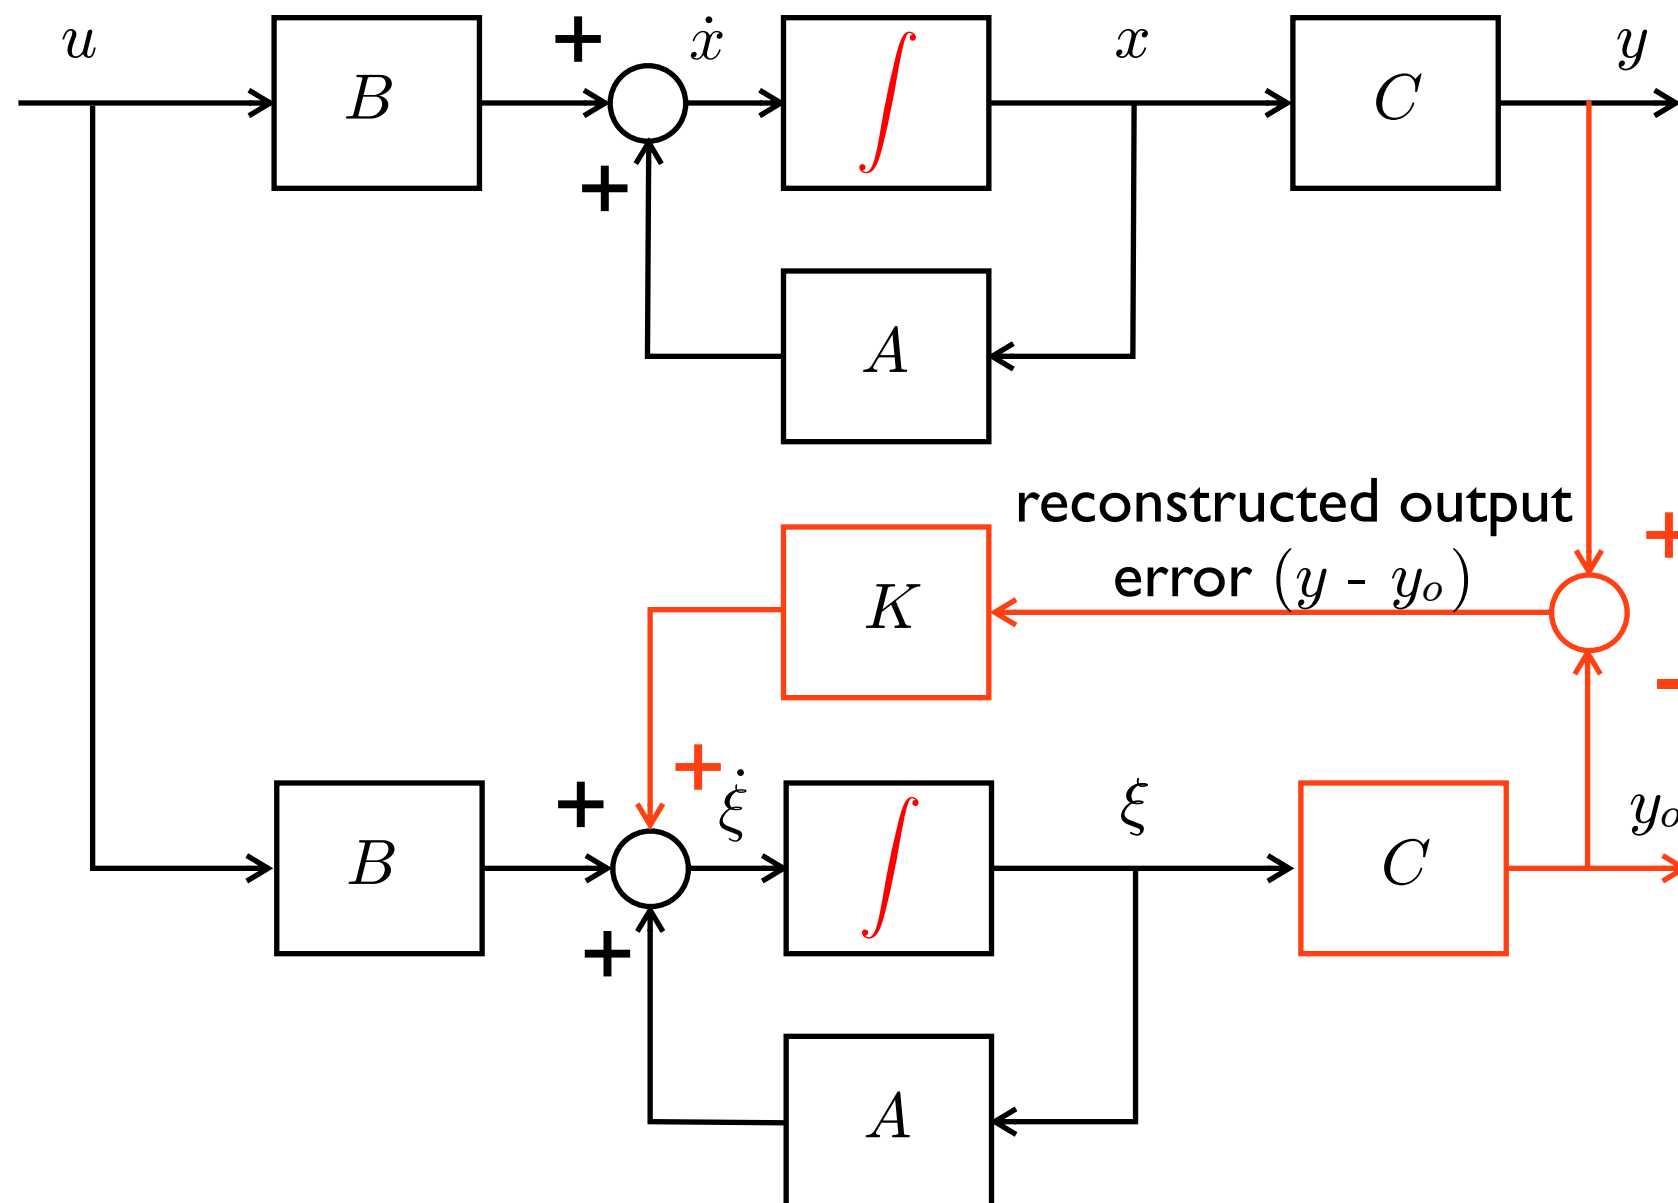 u B + ẋ ∫ x C y
+
A
reconstructed output
+
K error (y - yₒ)
-
+ ξ̇
B + ∫ ξ C yₒ
+
A